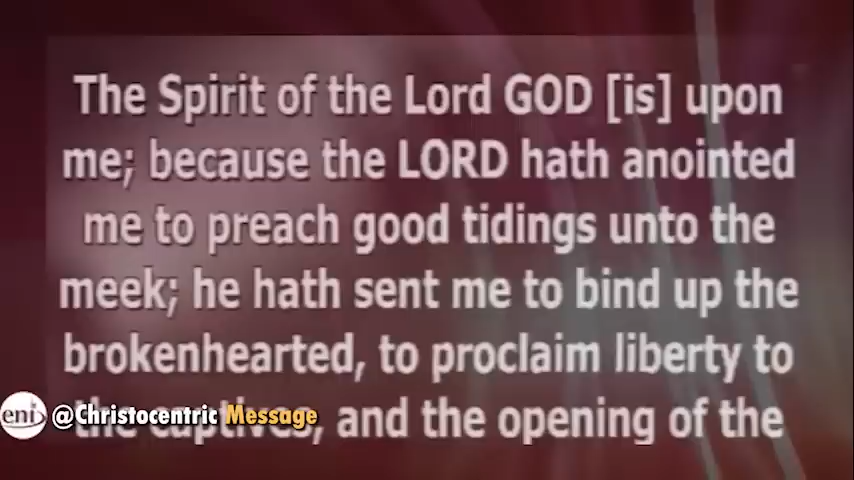 The Spirit of the Lord GOD [is] upon
me; because the LORD hath anointed
me to preach good tidings unto the
meek; he hath sent me to bind up the
brokenhearted, to proclaim liberty to
the captives, and the opening of the
eni @Christocentric Message